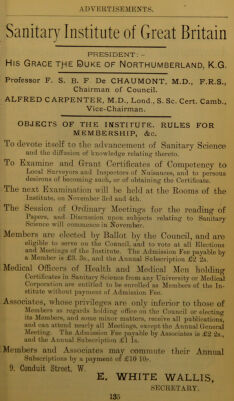 ADVERTISEMENTS.
Sanitary Institute of Great Britain
PRESIDENT:-
HIS GRACE THE DUKE OF NORTHUMBERLAND, K.G.
Professor F. S. B. F. De CHAUMONT, M.D., F.R.S.,
Chairman of Council.
ALFRED CARPENTER, M.D., Lond., S. Sc. Cert. Camb.,
Vice-Chairman.
OBJECTS OF THE INSTITUTE. RULES FOR
MEMBERSHIP, &c.
To devote itself to the advancement of Sanitary Science
and the diffusion of knowledge relating thereto.
To Examine and Grant Certificates of Competency to
Local Surveyors and Inspectors of Nuisances, and to persons
desirous of becoming such, or of obtaining the Certificate.
The next Examination will be held at the Rooms of the
Institute, on November 3rd and 4th.
The Session of Ordinary Meetings for the reading of
Papers, and Discussion upon subjects relating to Sanitary
Science will commence in November.
Members are elected by Ballot by the Council, and are
eligible to serve on the Council, and to vote at all Elections
and Meetings of the Institute. The Admission Fee payable by
a Member is £3. 3s., and the Annual Subscription £2 2s.
Medical Officers of Health and Medical Men holding
Certificates in Sanitary Science from any University or Medical
Corporation are entitled to be enrolled as Members of the In-
stitute without payment of Admission Fee.
Associates, whose privileges are only inferior to those of
Members as regards holding office on the Council or electing
its Members, and some minor matters, receive all publications,
and can attend nearly all Meetings, except the Annual General
Meeting. The Admission Fee payable by Associates is £2 2s.,
and the Annual Subscription £1 1s.
Members and Associates may commute their Annual
Subscriptions by a payment of £10 10s.
9. Conduit Street, W.
E. WHITE WALLIS,
SECRETARY.
135